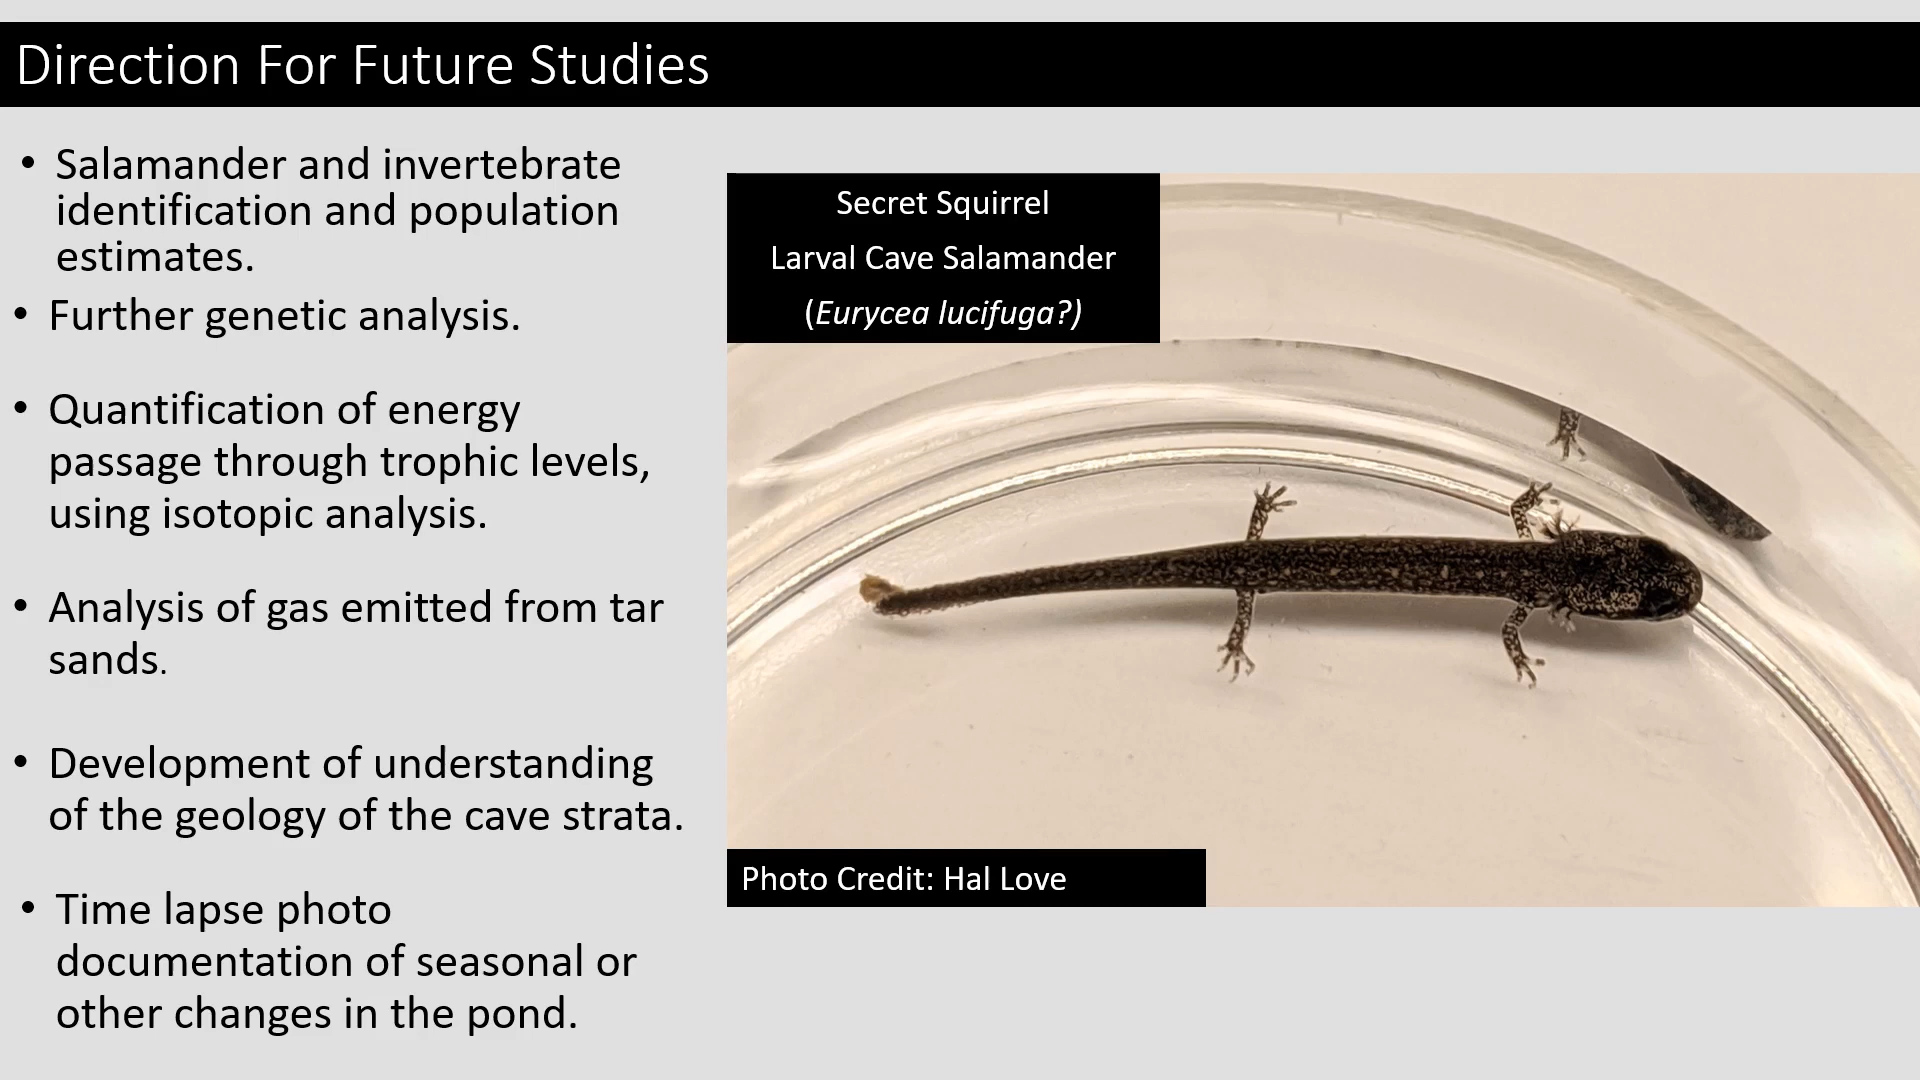 Direction For Future Studies
• Salamander and invertebrate
identification and population
estimates.
• Further genetic analysis.
• Quantification of energy
passage through trophic levels,
using isotopic analysis.
• Analysis of gas emitted from tar
sands.
• Development of understanding
of the geology of the cave strata.
• Time lapse photo
documentation of seasonal or
other changes in the pond.
Secret Squirrel
Larval Cave Salamander
(Eurycea lucifuga?)
Photo Credit: Hal Love